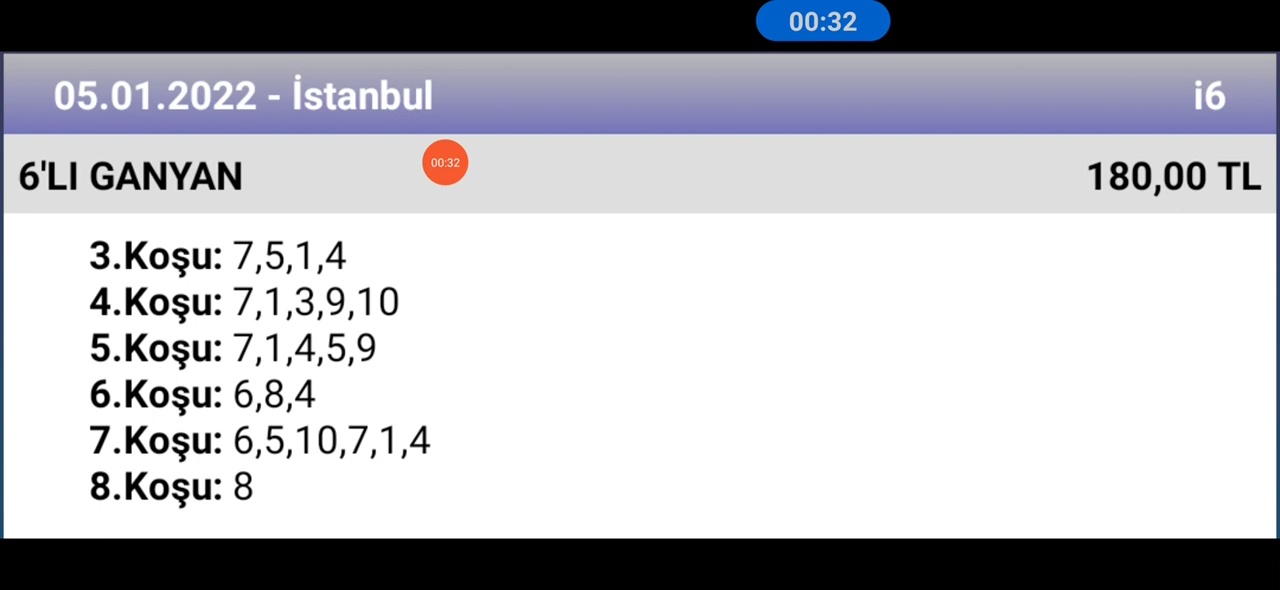 00:32
05.01.2022 - İstanbul i6
6'LI GANYAN 00:32 180,00 TL
3.Koşu: 7,5,1,4
4.Koşu: 7,1,3,9,10
5.Koşu: 7,1,4,5,9
6.Koşu: 6,8,4
7.Koşu: 6,5,10,7,1,4
8.Koşu: 8